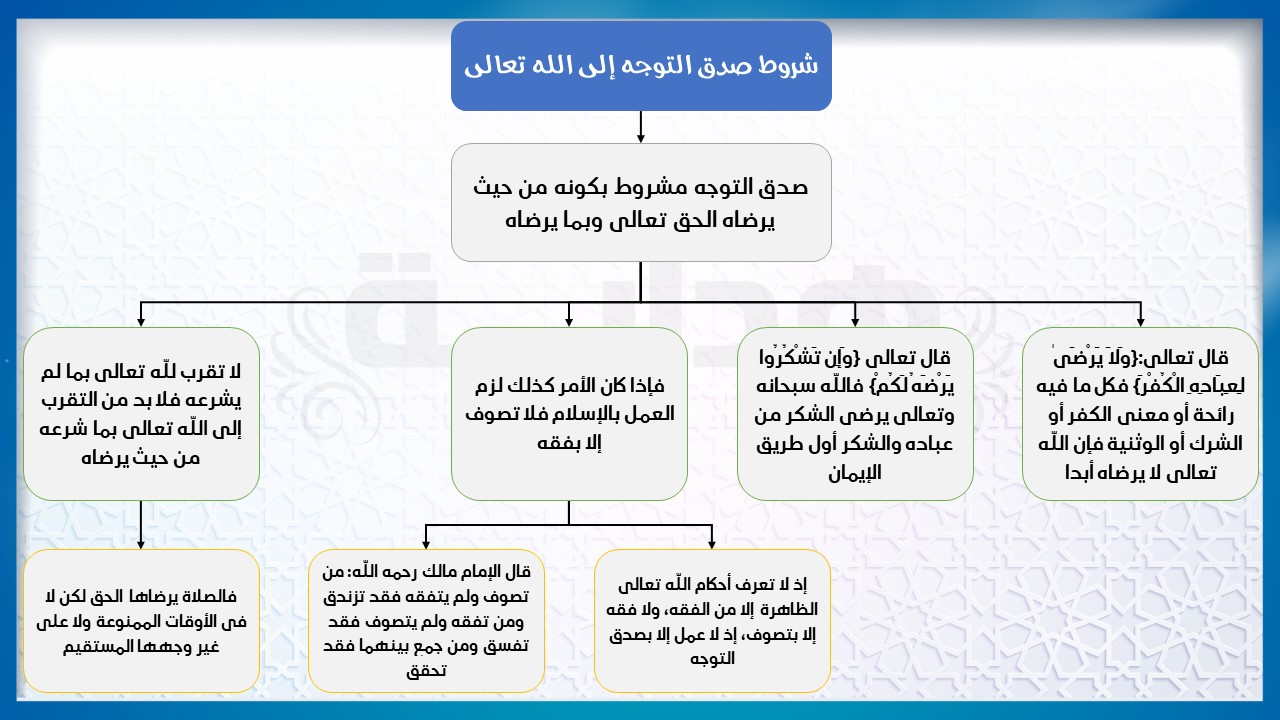 شروط صدق التوجه إلى الله تعالى
صدق التوجه مشروط بكونه من حيث
يرضاه الحق تعالى وبما يرضاه
قال تعالى:{وَلَا يَرْضَىٰ
لِعِبَادِهِ الْكُفْرَ} فكل ما فيه
رائحة أو معنى الكفر أو
الشرك أو الوثنية فإن اللّه
تعالى لا يرضاه أبدا
قال تعالى {وَإِن تَشْكُرُوا
يَرْضَهُ لَكُمْ} فاللّه سبحانه
وتعالى يرضى الشكر من
عباده والشكر أول طريق
الإيمان
فإذا كان الأمر كذلك لزم
العمل بالإسلام فلا تصوف
إلا بفقه
لا تقرب للّه تعالى بما لم
يشرعه فلا بد من التقرب
إلى اللّه تعالى بما شرعه
من حيث يرضاه
إذ لا تعرف أحكام اللّه تعالى
الظاهرة إلا من الفقه، ولا فقه
إلا بتصوف، إذ لا عمل إلا بصدق
التوجه
قال الإمام مالك رحمه اللّه: من
تصوف ولم يتفقه فقد تزندق
ومن تفقه ولم يتصوف فقد
تفسق ومن جمع بينهما فقد
تحقق
فالصلاة يرضاها الحق لكن لا
في الأوقات الممنوعة ولا على
غير وجهها المستقيم
هداية